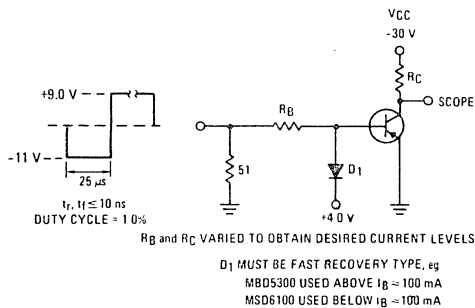 VCC
-30 V
RC
SCOPE
+9.0 V
RB
-11 V
51
D1
25 μs
+4 0 V
tr, tf ≤ 10 ns
DUTY CYCLE = 1 0%
RB and RC VARIED TO OBTAIN DESIRED CURRENT LEVELS
D1 MUST BE FAST RECOVERY TYPE, eg
MBD5300 USED ABOVE IB ≈ 100 mA
MSD6100 USED BELOW IB ≈ 100 mA